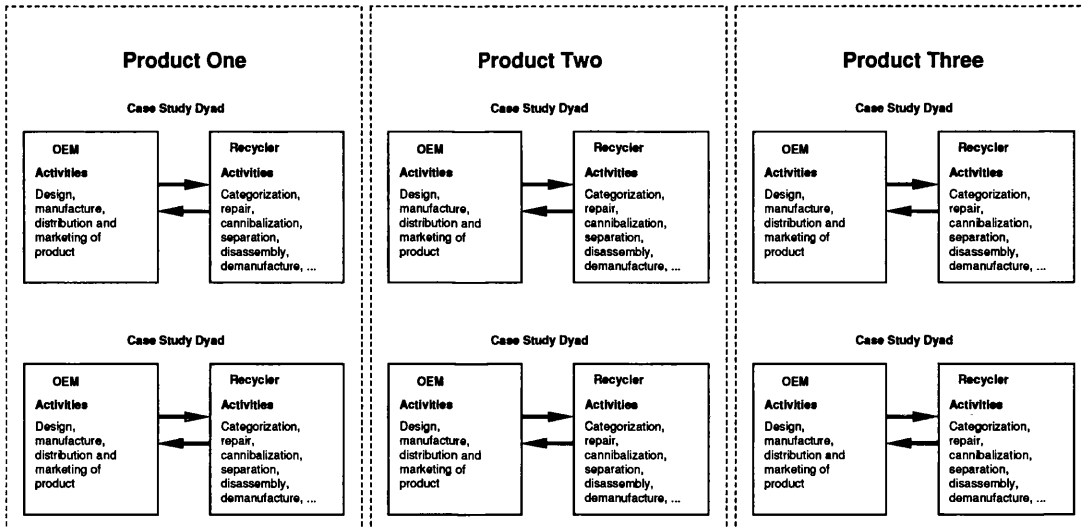 Product One
Case Study Dyad
OEM
Activities
Design,
manufacture,
distribution and
marketing of
product
Recycler
Activities
Categorization,
repair,
cannibalization,
separation,
disassembly,
demanufacture, ...
Case Study Dyad
OEM
Activities
Design,
manufacture,
distribution and
marketing of
product
Recycler
Activities
Categorization,
repair,
cannibalization,
separation,
disassembly,
demanufacture, ...
Product Two
Case Study Dyad
OEM
Activities
Design,
manufacture,
distribution and
marketing of
product
Recycler
Activities
Categorization,
repair,
cannibalization,
separation,
disassembly,
demanufacture, ...
Case Study Dyad
OEM
Activities
Design,
manufacture,
distribution and
marketing of
product
Recycler
Activities
Categorization,
repair,
cannibalization,
separation,
disassembly,
demanufacture, ...
Product Three
Case Study Dyad
OEM
Activities
Design,
manufacture,
distribution and
marketing of
product
Recycler
Activities
Categorization,
repair,
cannibalization,
separation,
disassembly,
demanufacture, ...
Case Study Dyad
OEM
Activities
Design,
manufacture,
distribution and
marketing of
product
Recycler
Activities
Categorization,
repair,
cannibalization,
separation,
disassembly,
demanufacture, ...